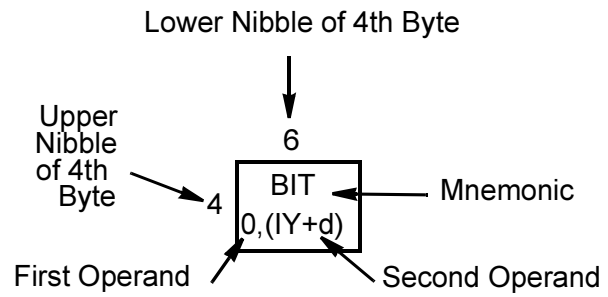 Lower Nibble of 4th Byte
Upper
Nibble
of 4th
Byte
6
4
BIT
0,(IY+d)
Mnemonic
First Operand
Second Operand